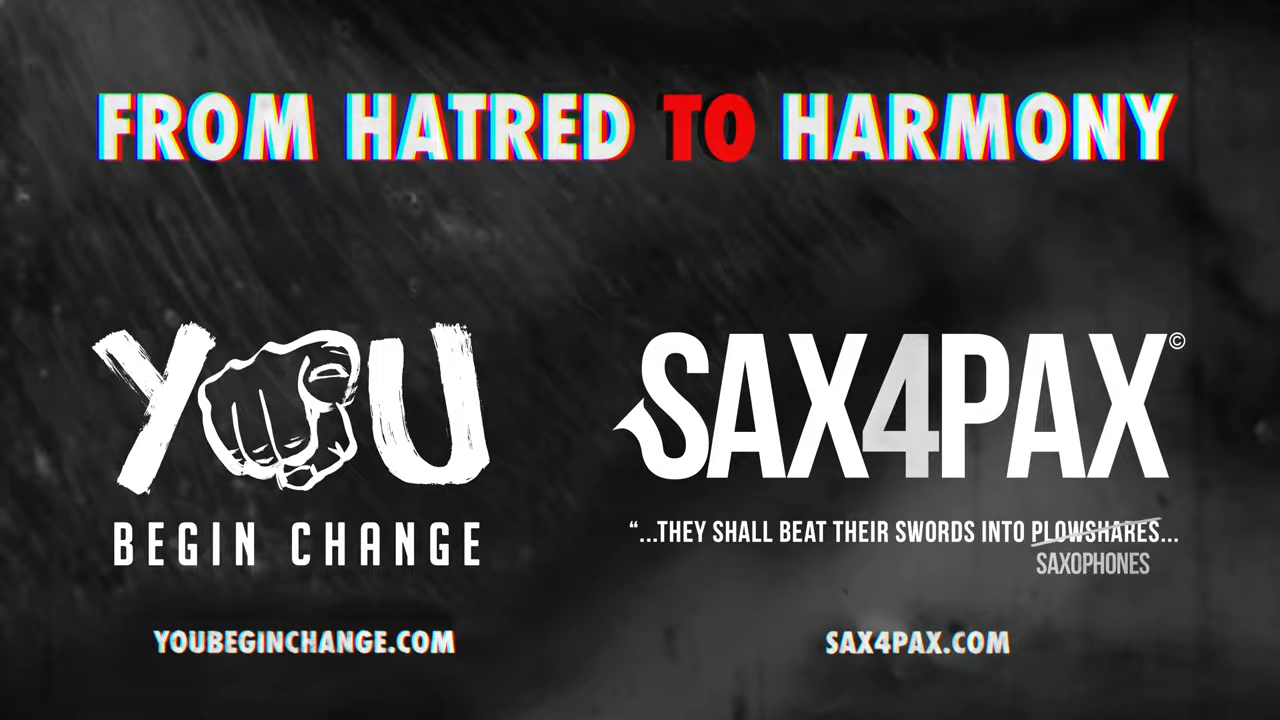 FROM HATRED TO HARMONY
YOU
BEGIN CHANGE
YOUBEGINCHANGE.COM
SAX4PAX©
“...THEY SHALL BEAT THEIR SWORDS INTO PLOWSHARES...
SAXOPHONES
SAX4PAX.COM